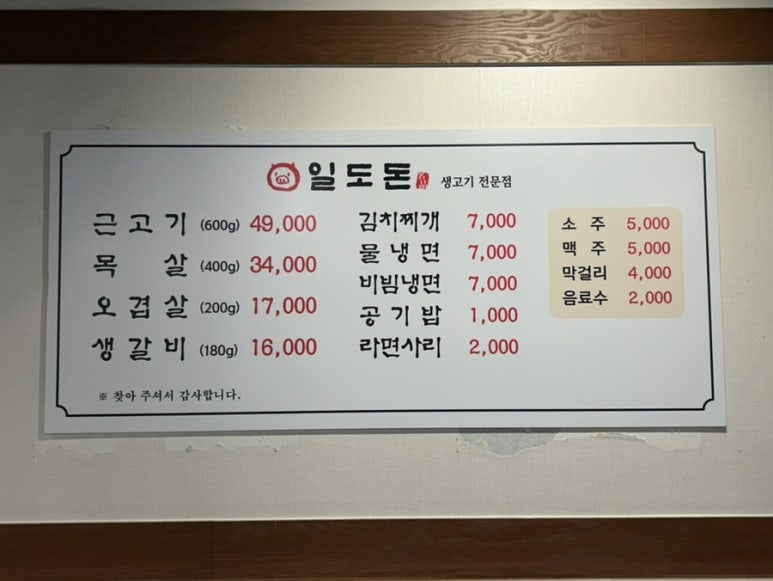 일도돈 생고기 전문점
근고기 (600g) 49,000
목살 (400g) 34,000
오겹살 (200g) 17,000
생갈비 (180g) 16,000
김치찌개 7,000
물냉면 7,000
비빔냉면 7,000
공기밥 1,000
라면사리 2,000
소주 5,000
맥주 5,000
막걸리 4,000
음료수 2,000
※ 찾아 주셔서 감사합니다.